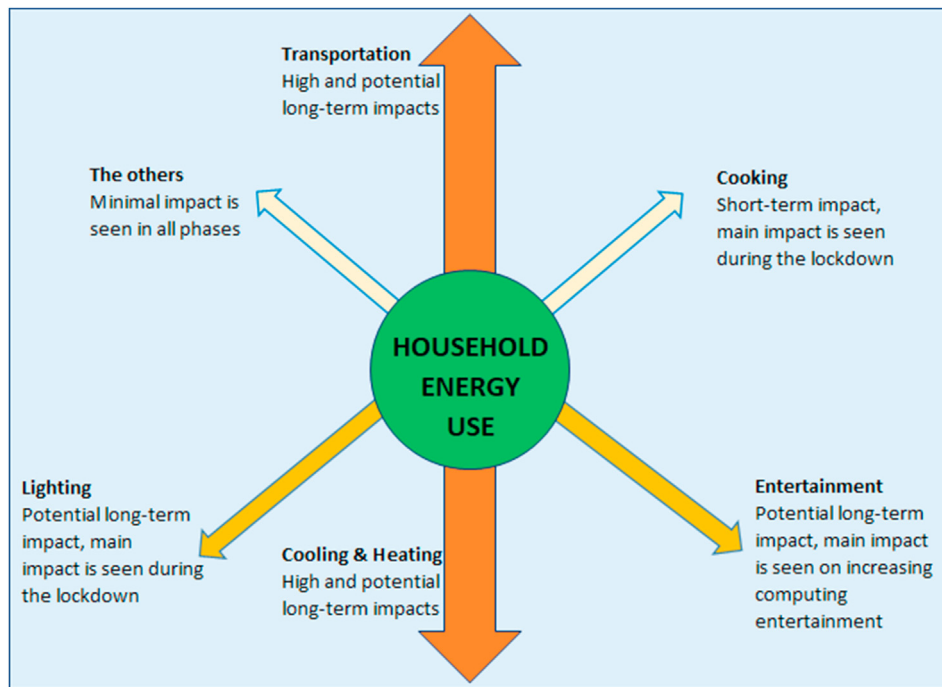 Transportation
High and potential
long-term impacts
The others
Minimal impact is
seen in all phases
Cooking
Short-term impact,
main impact is seen
during the lockdown
HOUSEHOLD
ENERGY
USE
Lighting
Potential long-term
impact, main
impact is seen during
the lockdown
Cooling & Heating
High and potential
long-term impacts
Entertainment
Potential long-term
impact, main impact
is seen on increasing
computing
entertainment